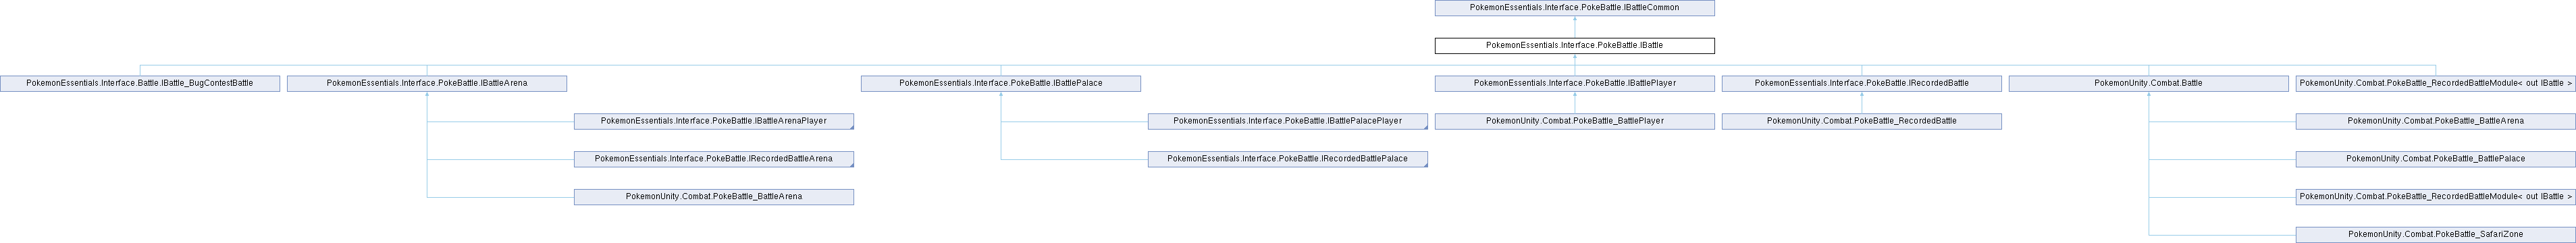 PokemonEssentials.Interface.PokeBattle.IBattleCommon
PokemonEssentials.Interface.PokeBattle.IBattle
PokemonEssentials.Interface.Battle.IBattle_BugContestBattle
PokemonEssentials.Interface.PokeBattle.IBattleArena
PokemonEssentials.Interface.PokeBattle.IBattlePalace
PokemonEssentials.Interface.PokeBattle.IBattlePlayer
PokemonEssentials.Interface.PokeBattle.IRecordedBattle
PokemonUnity.Combat.Battle
PokemonUnity.Combat.PokeBattle_RecordedBattleModule< out IBattle >
PokemonEssentials.Interface.PokeBattle.IBattleArenaPlayer
PokemonEssentials.Interface.PokeBattle.IBattlePalacePlayer
PokemonUnity.Combat.PokeBattle_BattlePlayer
PokemonUnity.Combat.PokeBattle_RecordedBattle
PokemonUnity.Combat.PokeBattle_BattleArena
PokemonEssentials.Interface.PokeBattle.IRecordedBattleArena
PokemonEssentials.Interface.PokeBattle.IRecordedBattlePalace
PokemonUnity.Combat.PokeBattle_BattlePalace
PokemonUnity.Combat.PokeBattle_BattleArena
PokemonUnity.Combat.PokeBattle_RecordedBattleModule< out IBattle >
PokemonUnity.Combat.PokeBattle_SafariZone